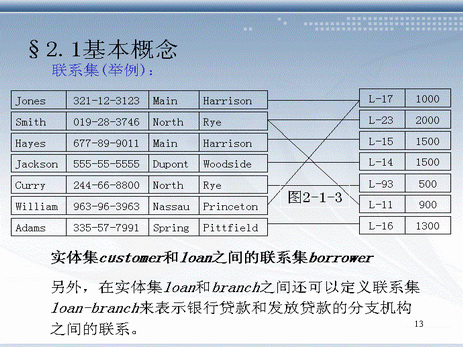 §2.1基本概念
联系集(举例):
Jones 321-12-3123 Main Harrison L-17 1000
Smith 019-28-3746 North Rye L-23 2000
Hayes 677-89-9011 Main Harrison L-15 1500
Jackson 555-55-5555 Dupont Woodside L-14 1500
Curry 244-66-8800 North Rye L-93 500
William 963-96-3963 Nassau Princeton L-11 900
Adams 335-57-7991 Spring Pittfield L-16 1300
图2-1-3
实体集customer和loan之间的联系集borrower
另外，在实体集loan和branch之间还可以定义联系集
loan-branch来表示银行贷款和发放贷款的分支机构
之间的联系。
13